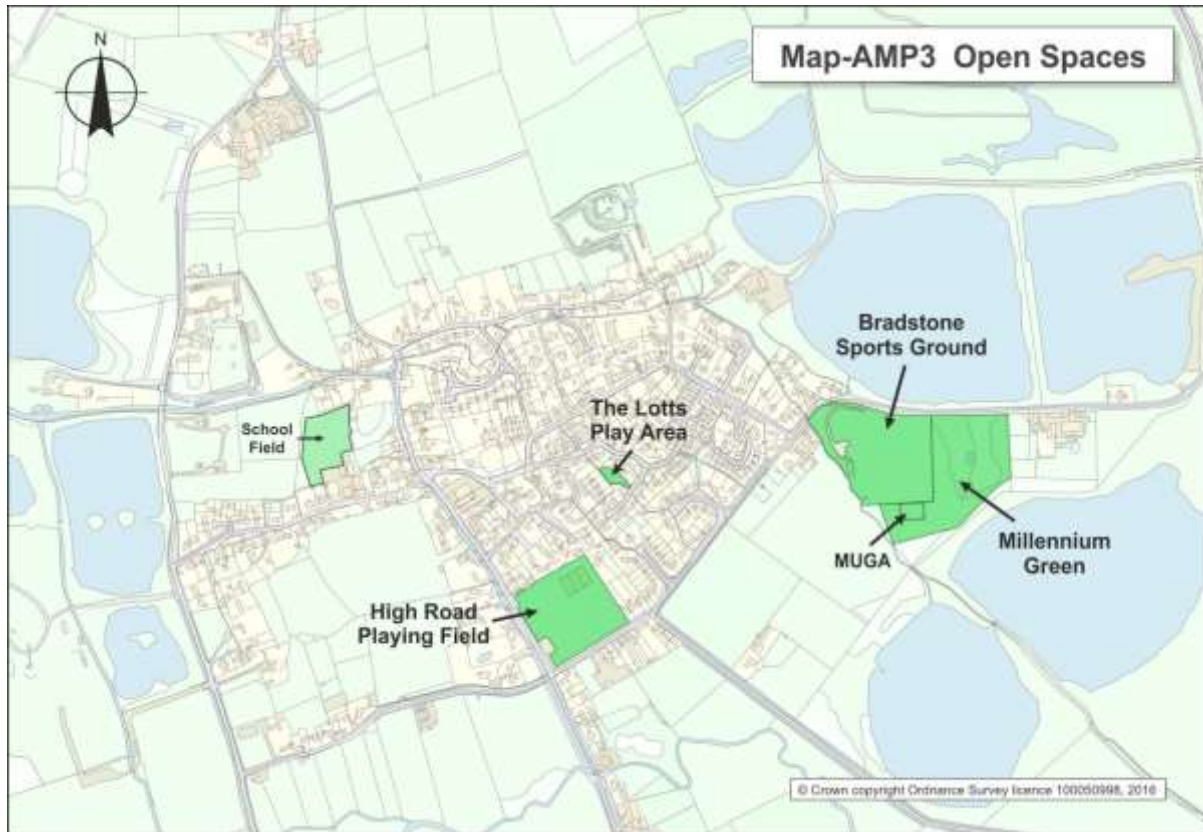 N
Map-AMP3 Open Spaces
Bradstone
Sports Ground
The Lotts
Play Area
School
Field
MUGA
Millennium
Green
High Road
Playing Field
© Crown copyright Ordnance Survey licence 100050998, 2016